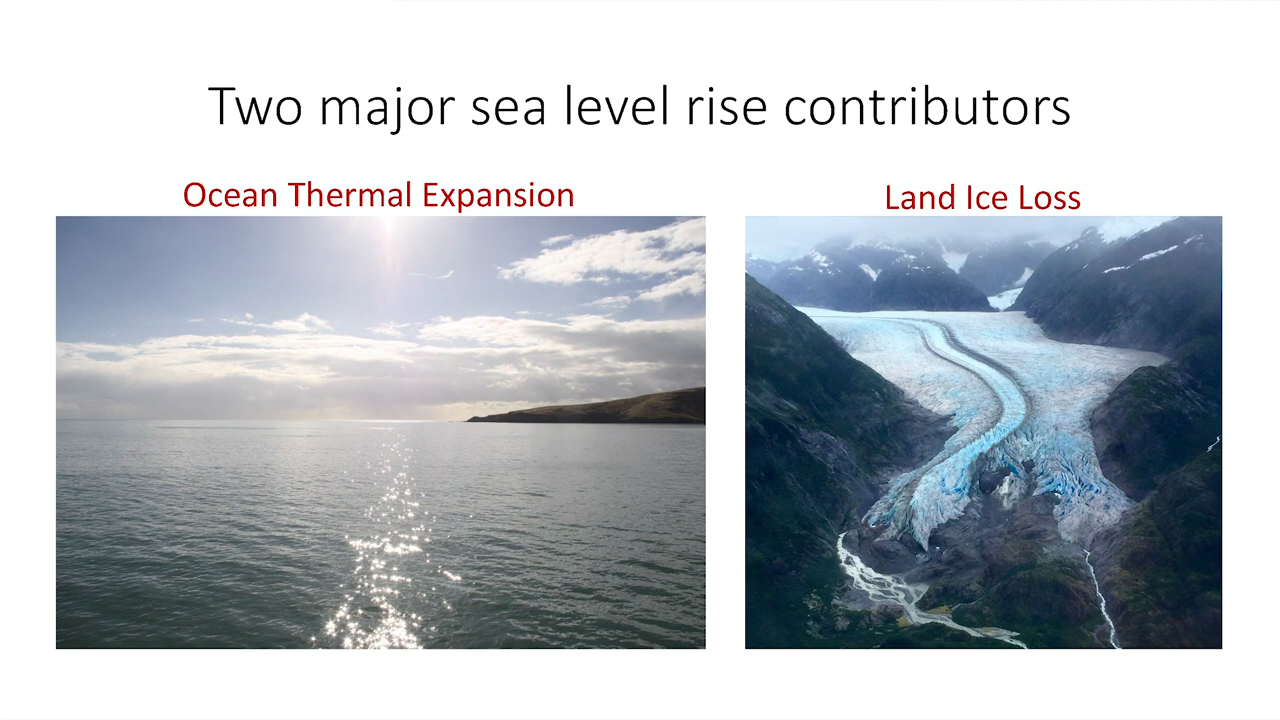 Two major sea level rise contributors
Ocean Thermal Expansion
Land Ice Loss